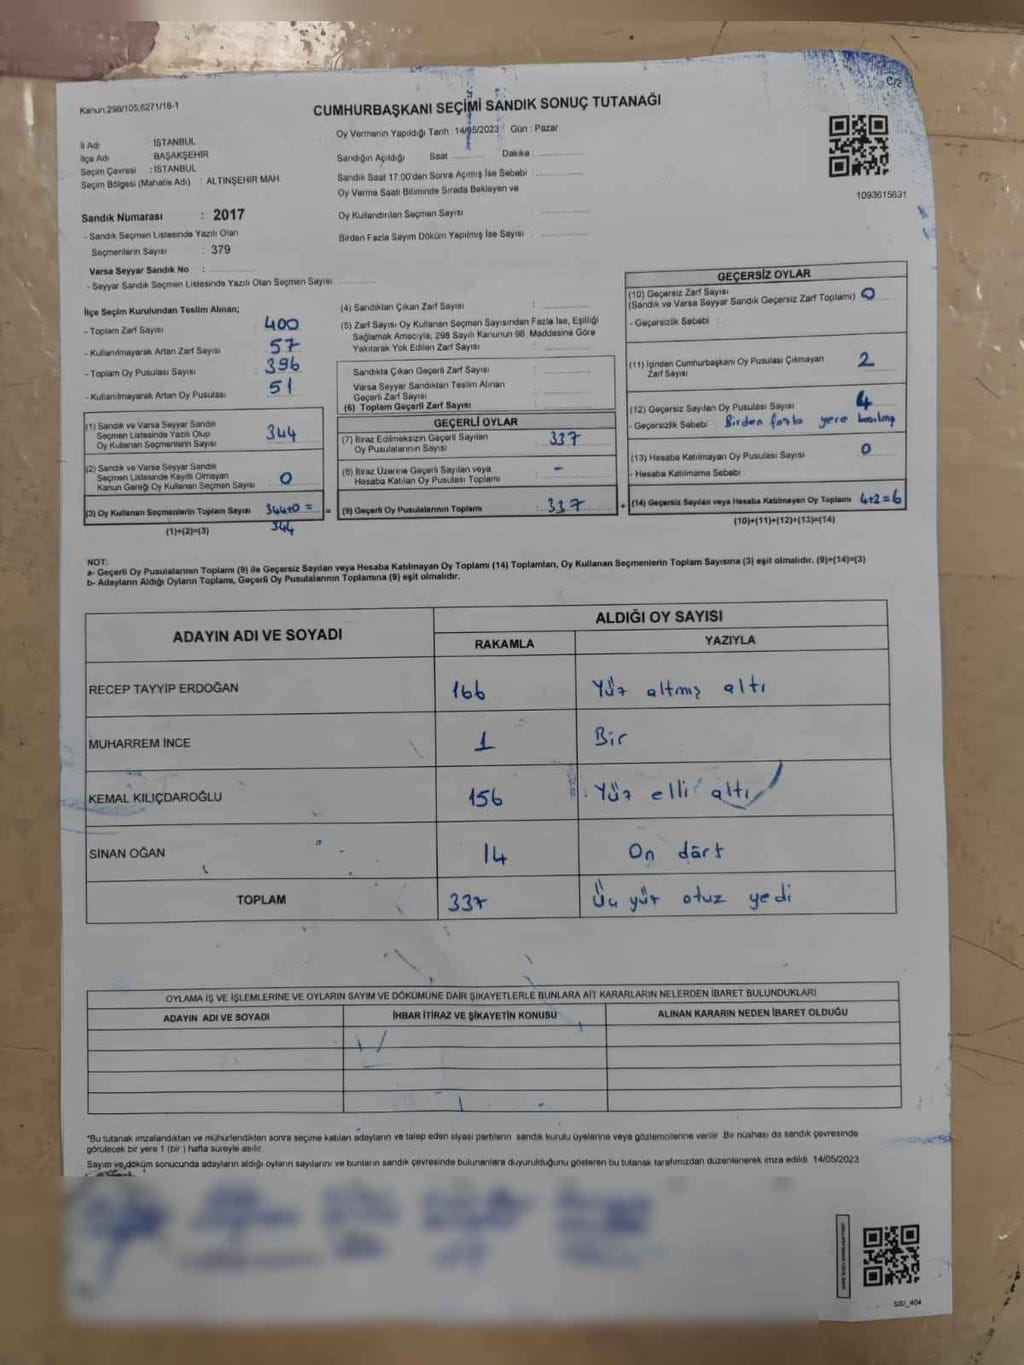 Kanun:298/105,6271/18-1
C/2
CUMHURBAŞKANI SEÇİMİ SANDIK SONUÇ TUTANAĞI
İl Adı İSTANBUL
İlçe Adı BAŞAKŞEHİR
Seçim Çevresi : İSTANBUL
Seçim Bölgesi (Mahalle Adı) : ALTINŞEHİR MAH
Sandık Numarası : 2017
- Sandık Seçmen Listesinde Yazılı Olan
Seçmenlerin Sayısı : 379
Varsa Seyyar Sandık No :
- Seyyar Sandık Seçmen Listesinde Yazılı Olan Seçmen Sayısı
Oy Vermenin Yapıldığı Tarih : 14/05/2023 Gün : Pazar
Sandığın Açıldığı Saat Dakika :
Sandık Saat 17:00'den Sonra Açmış İse Sebebi :
Oy Verme Saati Bitiminde Sırada Bekleyen ve
Oy Kullandırılan Seçmen Sayısı :
Birden Fazla Sayım Döküm Yapılmış İse Sayısı :
1093615631
İlçe Seçim Kurulundan Teslim Alınan;
- Toplam Zarf Sayısı 400
- Kullanılmayarak Artan Zarf Sayısı 57
- Toplam Oy Pusulası Sayısı 396
- Kullanılmayarak Artan Oy Pusulası 51
(1) Sandık ve Varsa Seyyar Sandık
Seçmen Listesinde Yazılı Olup
Oy Kullanan Seçmenlerin Sayısı 344
(2) Sandık ve Varsa Seyyar Sandık
Seçmen Listesinde Kayıtlı Olmayan
Kanun Gereği Oy Kullanan Seçmen Sayısı 0
(3) Oy Kullanan Seçmenlerin Toplam Sayısı 344+0 =
344
(1)+(2)=(3)
(4) Sandıktan Çıkan Zarf Sayısı :
(5) Zarf Sayısı Oy Kullanan Seçmen Sayısından Fazla İse, Eşitliği
Sağlamak Amacıyla; 298 Sayılı Kanunun 98. Maddesine Göre
Yakılarak Yok Edilen Zarf Sayısı :
Sandıkta Çıkan Geçerli Zarf Sayısı :
Varsa Seyyar Sandıktan Teslim Alınan
Geçerli Zarf Sayısı :
(6) Toplam Geçerli Zarf Sayısı :
GEÇERLİ OYLAR
(7) İtiraz Edilmeksizin Geçerli Sayılan
Oy Pusulalarının Sayısı : 337
(8) İtiraz Üzerine Geçerli Sayılan veya
Hesaba Katılan Oy Pusulası Toplamı : -
= (9) Geçerli Oy Pusulalarının Toplamı : 337
GEÇERSİZ OYLAR
(10) Geçersiz Zarf Sayısı
(Sandık ve Varsa Seyyar Sandık Geçersiz Zarf Toplamı) 0
- Geçersizlik Sebebi :
(11) İçinden Cumhurbaşkanı Oy Pusulası Çıkmayan
Zarf Sayısı 2
(12) Geçersiz Sayılan Oy Pusulası Sayısı 4
- Geçersizlik Sebebi : Birden fazla yere basılmış
(13) Hesaba Katılmayan Oy Pusulası Sayısı 0
- Hesaba Katılmama Sebebi
+ (14) Geçersiz Sayılan veya Hesaba Katılmayan Oy Toplamı 4+2=6
(10)+(11)+(12)+(13)=(14)
NOT:
a- Geçerli Oy Pusulalarının Toplamı (9) ile Geçersiz Sayılan veya Hesaba Katılmayan Oy Toplamı (14) Toplamları, Oy Kullanan Seçmenlerin Toplam Sayısına (3) eşit olmalıdır. (9)+(14)=(3)
b- Adayların Aldığı Oyların Toplamı, Geçerli Oy Pusulalarının Toplamına (9) eşit olmalıdır.
ADAYIN ADI VE SOYADI ALDIĞI OY SAYISI
RAKAMLA YAZIYLA
RECEP TAYYİP ERDOĞAN 166 Yüz altmış altı
MUHARREM İNCE 1 Bir
KEMAL KILIÇDAROĞLU 156 Yüz elli altı
SİNAN OĞAN 14 On dört
TOPLAM 337 Üç yüz otuz yedi
OYLAMA İŞ VE İŞLEMLERİNE VE OYLARIN SAYIM VE DÖKÜMÜNE DAİR ŞİKAYETLERLE BUNLARA AİT KARARLARIN NELERDEN İBARET BULUNDUKLARI
ADAYIN ADI VE SOYADI İHBAR İTİRAZ VE ŞİKAYETİN KONUSU ALINAN KARARIN NEDEN İBARET OLDUĞU
*Bu tutanak imzalandıktan ve mühürlendikten sonra seçime katılan adayların ve talep eden siyasi partilerin sandık kurulu üyelerine veya gözlemcilerine verilir. Bir nüshası da sandık çevresinde
görülecek bir yere 1 (bir ) hafta süreyle asılır.
Sayım ve döküm sonucunda adayların aldığı oyların sayılarını ve bunların sandık çevresinde bulunanlara duyurulduğunu gösteren bu tutanak tarafımızdan düzenlenerek imza edildi. 14/05/2023
SSI_404